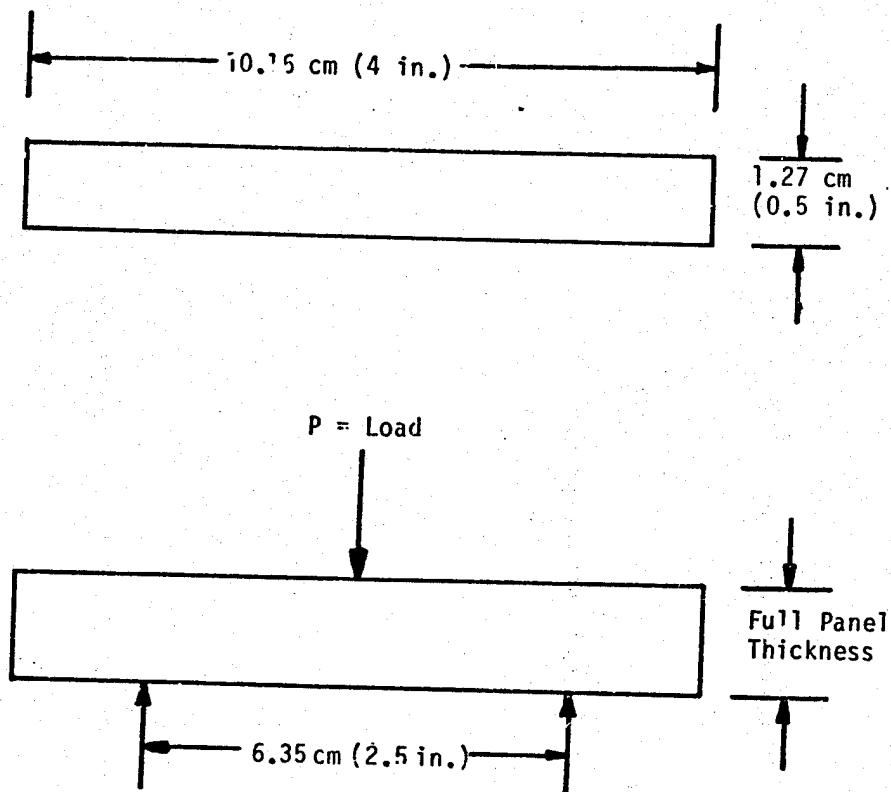 10.15 cm (4 in.)
1.27 cm
(0.5 in.)
P = Load
Full Panel
Thickness
6.35 cm (2.5 in.)